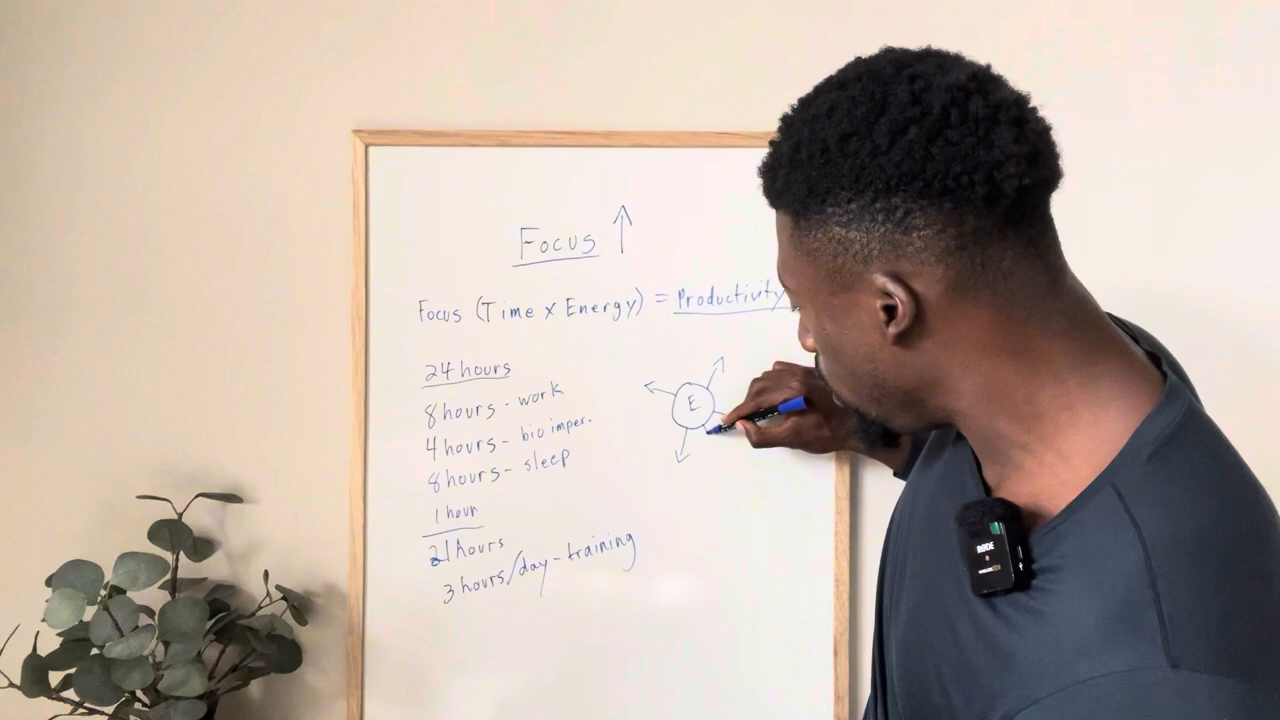 Focus ↑
Focus (Time x Energy) = Productivity
24 hours
8 hours - work
4 hours - bio imper.
8 hours - sleep
1 hour
21 hours
3 hours/day - training
E
RØDE